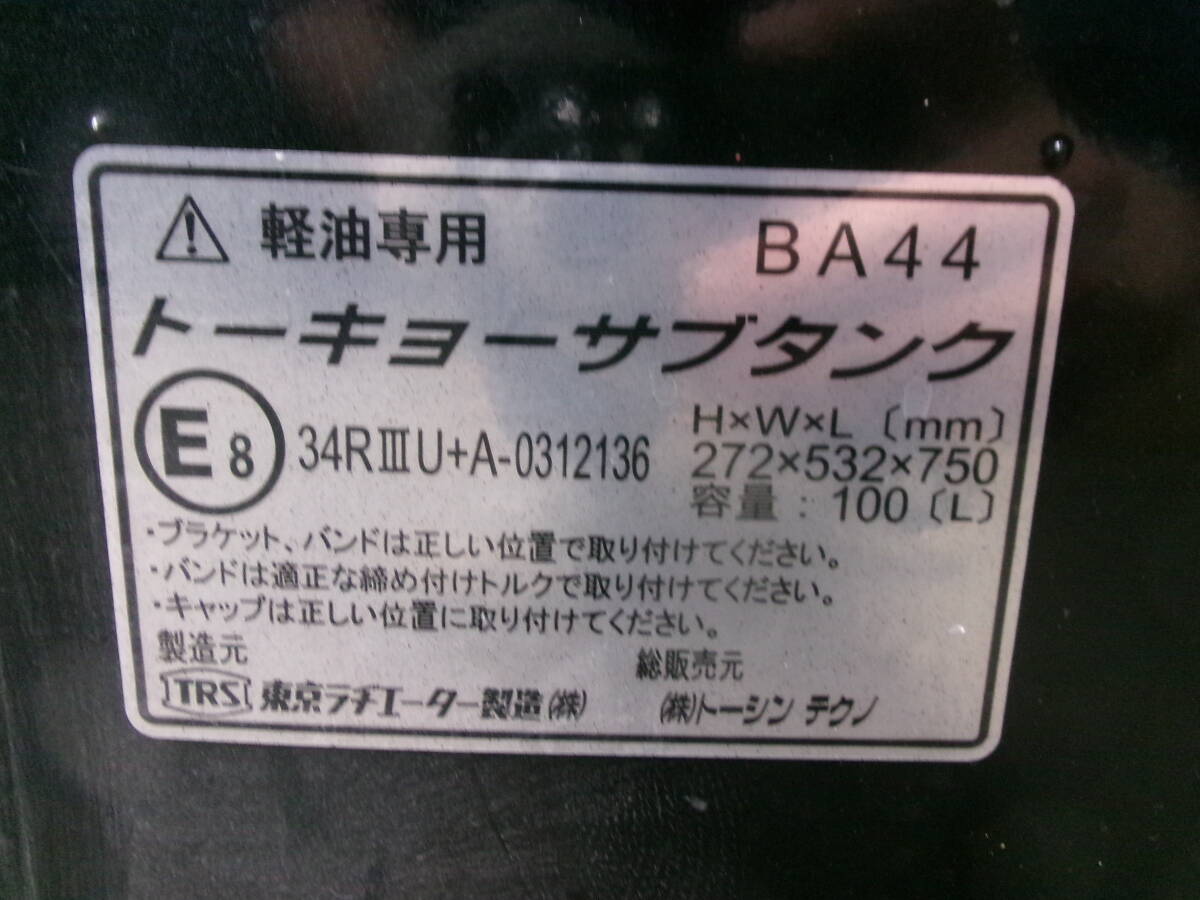 軽油専用 BA44
トーキョーサブタンク
E8 34RⅢU+A-0312136
H×W×L〔mm〕
272×532×750
容量：100〔L〕
・ブラケット、バンドは正しい位置で取り付けてください。
・バンドは適正な締め付けトルクで取り付けてください。
・キャップは正しい位置に取り付けてください。
製造元
TRS 東京ラヂエーター製造(株)
総販売元
(株)トーシン テクノ